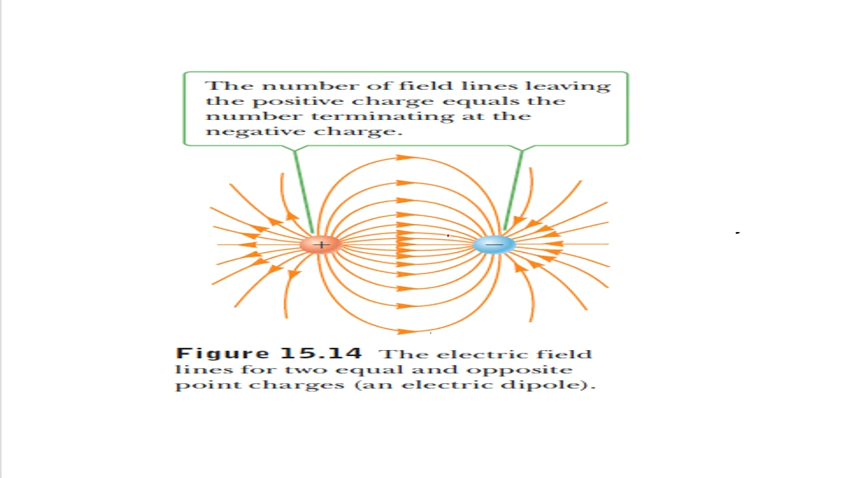 The number of field lines leaving
the positive charge equals the
number terminating at the
negative charge.
+
−
Figure 15.14 The electric field
lines for two equal and opposite
point charges (an electric dipole).